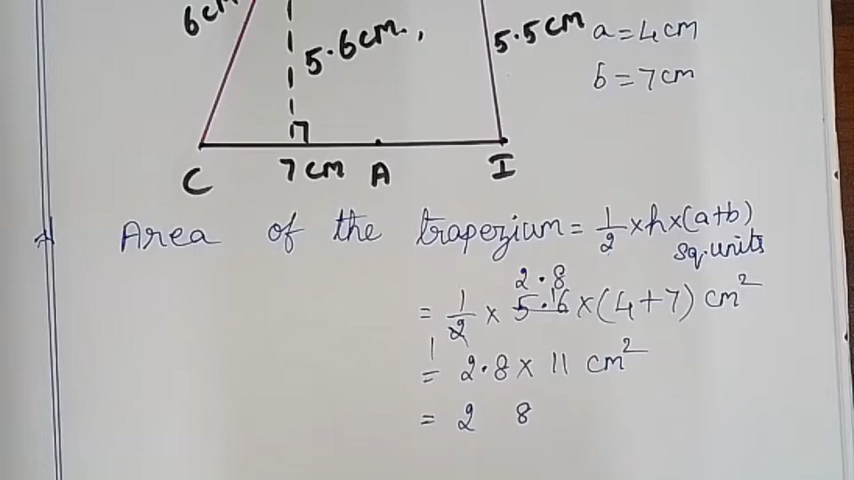 6cm
5.6cm.,
5.5cm
a = 4cm
b = 7cm
C 7cm A I
Area of the trapezium = 1/2 × h × (a+b)
sq. units
2.8
= 1/2 × 5.6 × (4+7) cm²
1
= 2.8 × 11 cm²
= 2 8